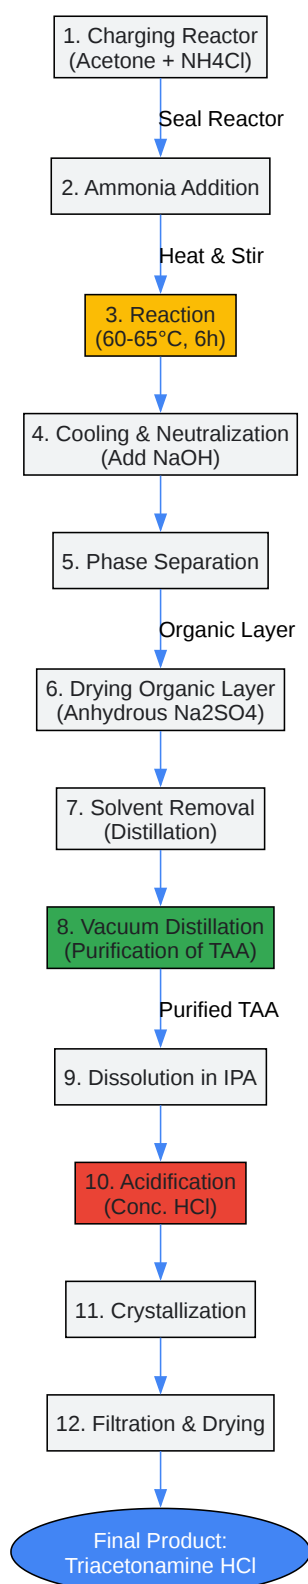 1. Charging Reactor
(Acetone + NH4Cl)
Seal Reactor
2. Ammonia Addition
Heat & Stir
3. Reaction
(60-65°C, 6h)
4. Cooling & Neutralization
(Add NaOH)
5. Phase Separation
Organic Layer
6. Drying Organic Layer
(Anhydrous Na2SO4)
7. Solvent Removal
(Distillation)
8. Vacuum Distillation
(Purification of TAA)
Purified TAA
9. Dissolution in IPA
10. Acidification
(Conc. HCl)
11. Crystallization
12. Filtration & Drying
Final Product:
Triacetonamine HCl